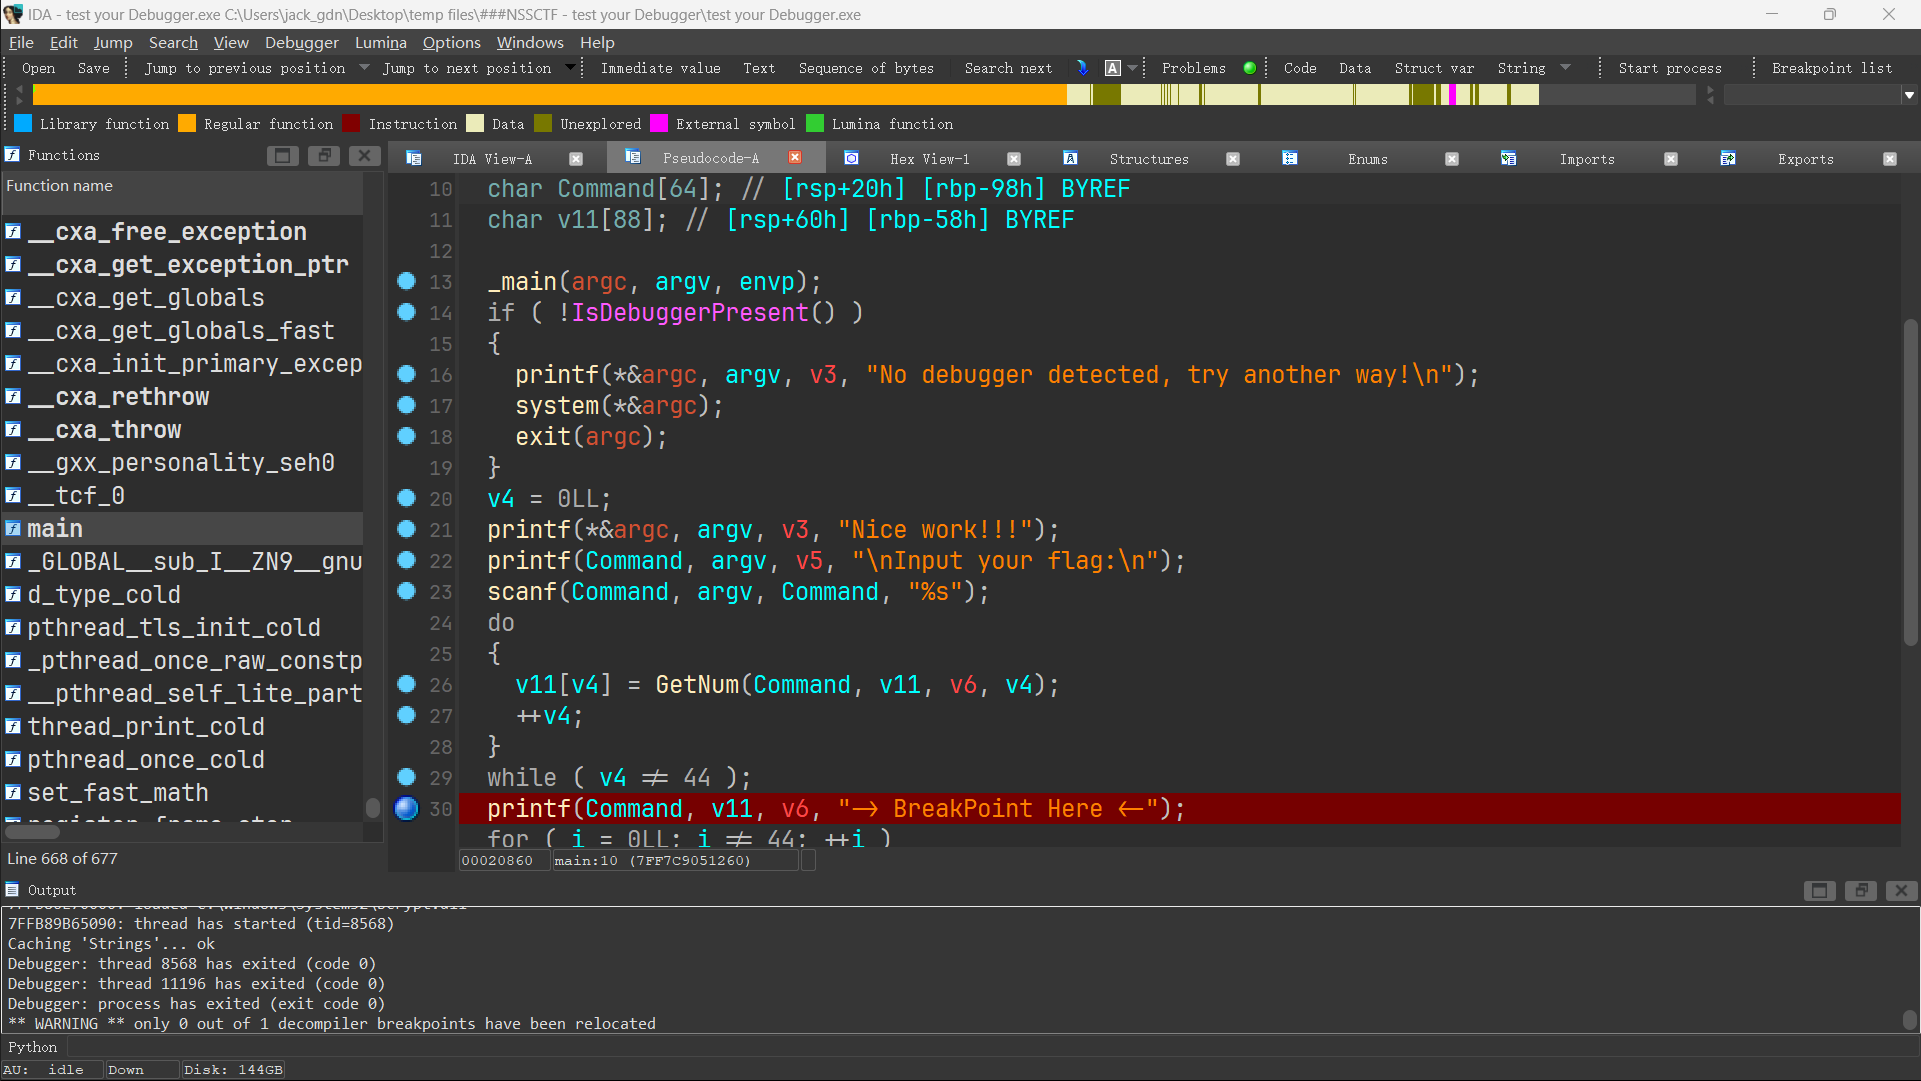 IDA - test your Debugger.exe C:\Users\jack_gdn\Desktop\temp files\###NSSCTF - test your Debugger\test your Debugger.exe
File Edit Jump Search View Debugger Lumina Options Windows Help
Open Save Jump to previous position Jump to next position Immediate value Text Sequence of bytes Search next A Problems Code Data Struct var String Start process Breakpoint list
Library function Regular function Instruction Data Unexplored External symbol Lumina function
Functions
IDA View-A Pseudocode-A Hex View-1 Structures Enums Imports Exports
Function name
__cxa_free_exception
__cxa_get_exception_ptr
__cxa_get_globals
__cxa_get_globals_fast
__cxa_init_primary_excep
__cxa_rethrow
__cxa_throw
__gxx_personality_seh0
__tcf_0
main
_GLOBAL__sub_I__ZN9__gnu
d_type_cold
pthread_tls_init_cold
_pthread_once_raw_constp
__pthread_self_lite_part
thread_print_cold
pthread_once_cold
set_fast_math
Line 668 of 677
10 char Command[64]; // [rsp+20h] [rbp-98h] BYREF
11 char v11[88]; // [rsp+60h] [rbp-58h] BYREF
12
13 _main(argc, argv, envp);
14 if ( !IsDebuggerPresent() )
15 {
16 printf(*&argc, argv, v3, "No debugger detected, try another way!\n");
17 system(*&argc);
18 exit(argc);
19 }
20 v4 = 0LL;
21 printf(*&argc, argv, v3, "Nice work!!!");
22 printf(Command, argv, v5, "\nInput your flag:\n");
23 scanf(Command, argv, Command, "%s");
24 do
25 {
26 v11[v4] = GetNum(Command, v11, v6, v4);
27 ++v4;
28 }
29 while ( v4 != 44 );
30 printf(Command, v11, v6, "-> BreakPoint Here <-");
for ( i = 0LL; i != 44; ++i )
00020860 main:10 (7FF7C9051260)
Output
7FFB89B65090: thread has started (tid=8568)
Caching 'Strings'... ok
Debugger: thread 8568 has exited (code 0)
Debugger: thread 11196 has exited (code 0)
Debugger: process has exited (exit code 0)
** WARNING ** only 0 out of 1 decompiler breakpoints have been relocated
Python
AU: idle Down Disk: 144GB